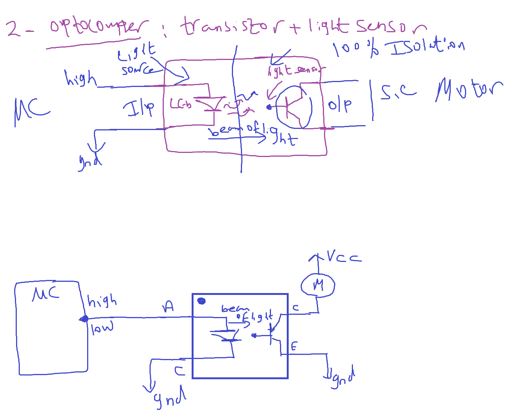 2 - optocoupler : transistor + light sensor
100% Isolution
Light
source
light sensor
high
MC
I/p
LED
O/P
S.C Motor
beam of light
gnd
VCC
M
MC
high
low
A
beam
of light
C
E
C
gnd
gnd